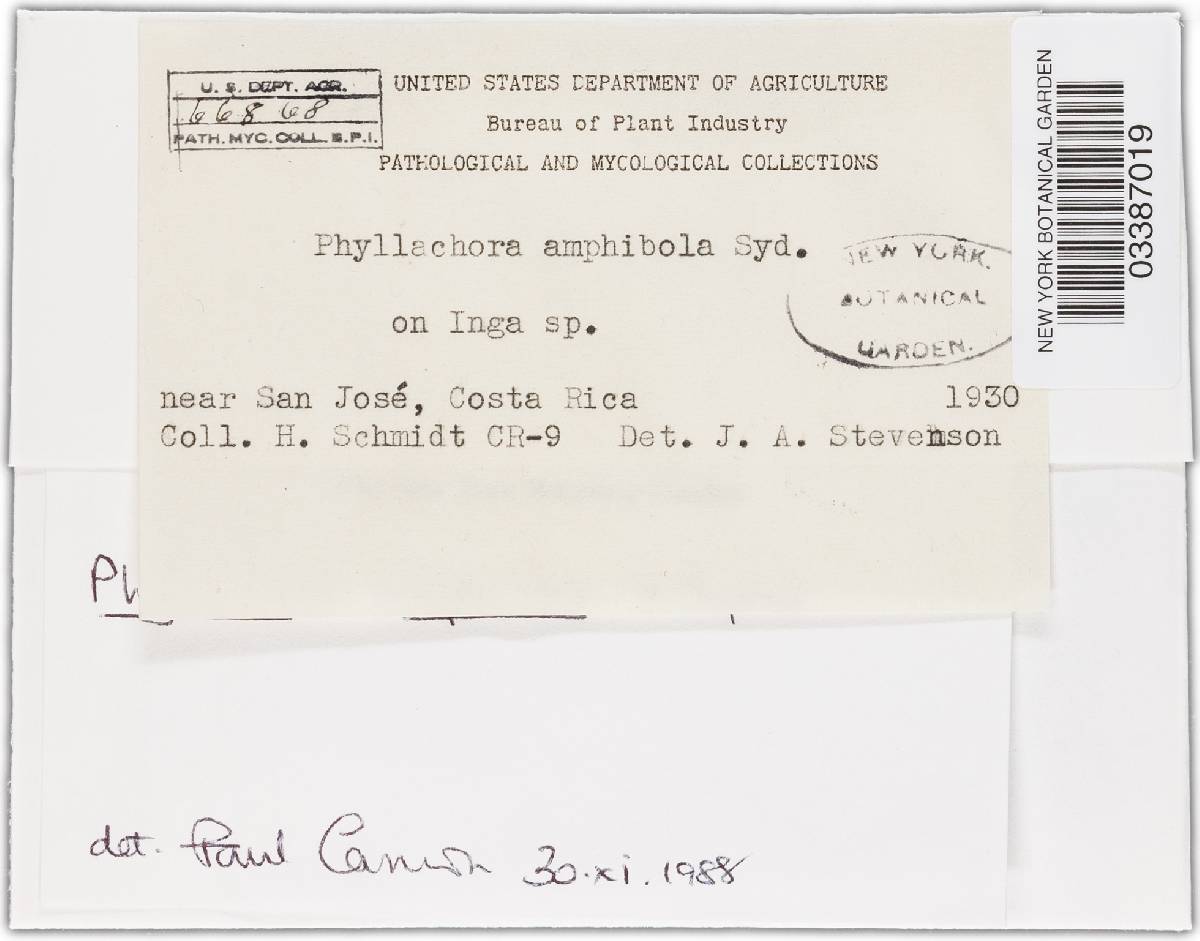 U. S. DEPT. AGR.
66868
PATH. MYC. COLL. B.P.I.
UNITED STATES DEPARTMENT OF AGRICULTURE
Bureau of Plant Industry
PATHOLOGICAL AND MYCOLOGICAL COLLECTIONS
Phyllachora amphibola Syd.
on Inga sp.
NEW YORK
BOTANICAL
GARDEN.
near San José, Costa Rica 1930
Coll. H. Schmidt CR-9 Det. J. A. Stevenson
NEW YORK BOTANICAL GARDEN
03387019
det. Paul Cannon 30.xi.1988